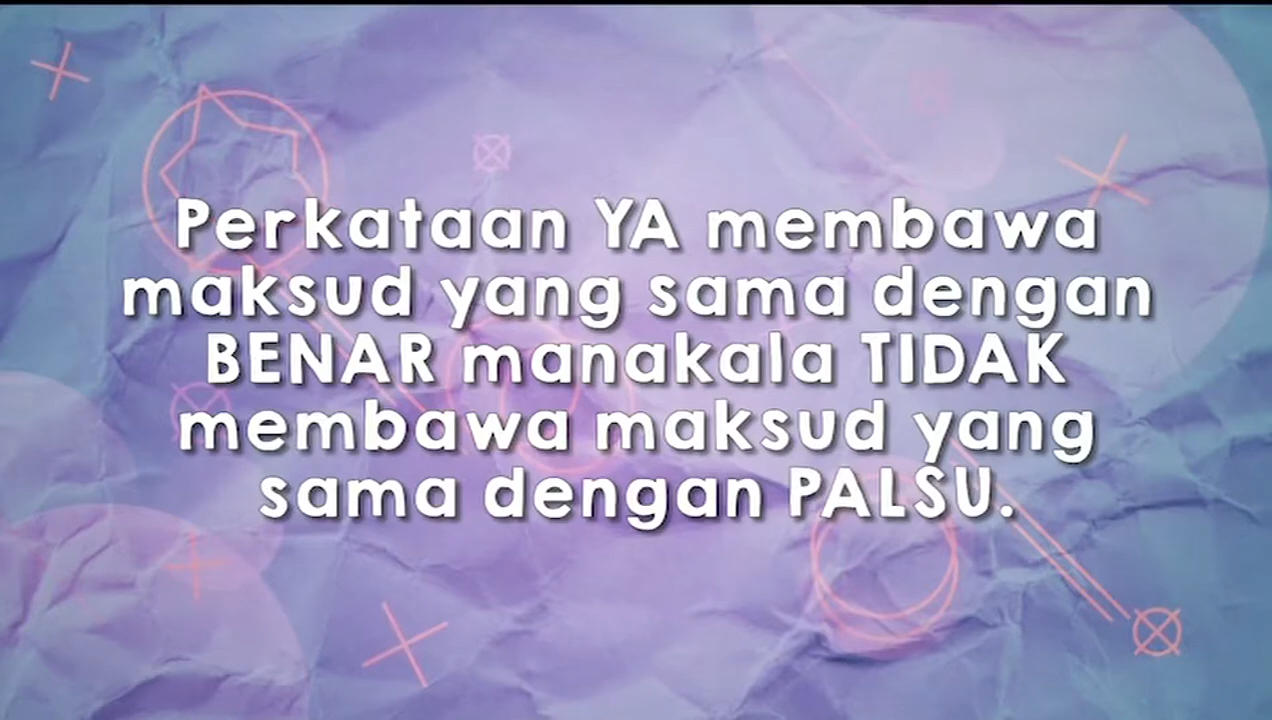 Perkataan YA membawa
maksud yang sama dengan
BENAR manakala TIDAK
membawa maksud yang
sama dengan PALSU.